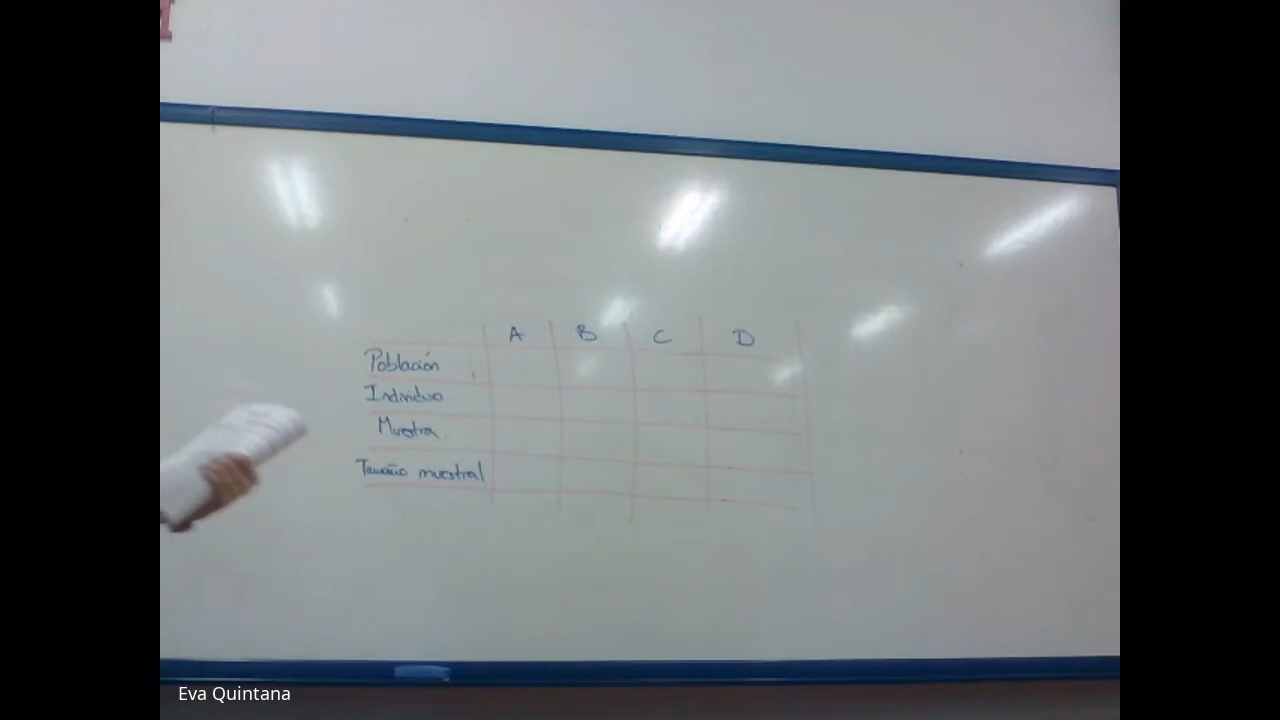 A B C D
Población
Individuo
Muestra
Tamaño muestral
Eva Quintana